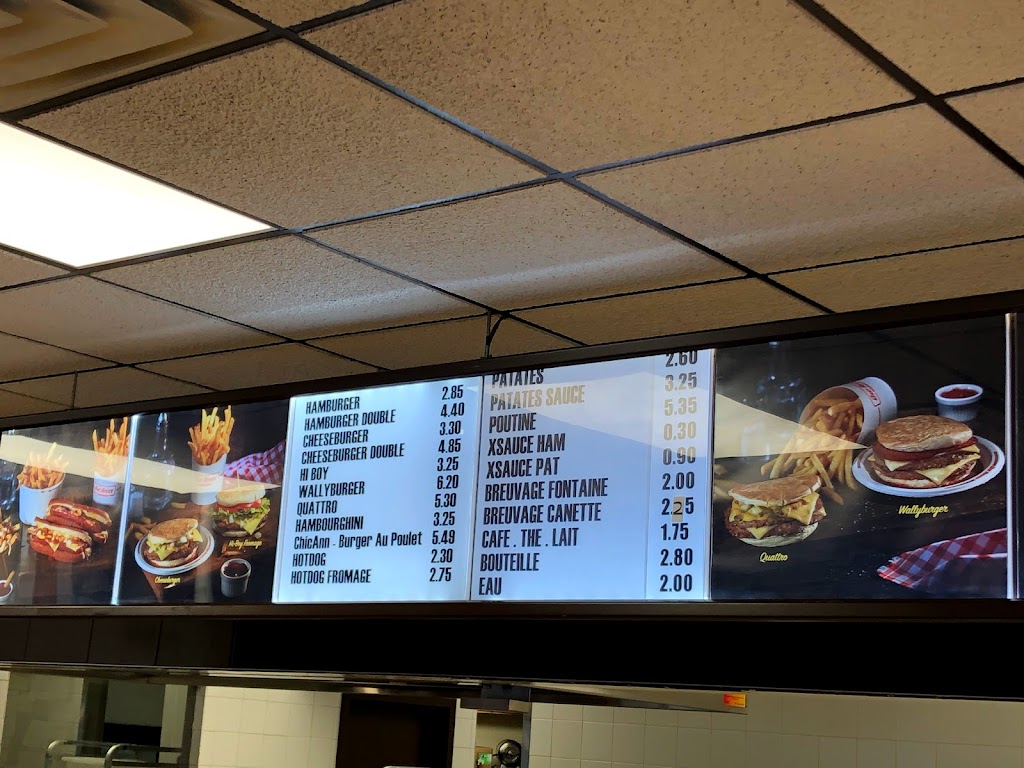 HAMBURGER 2.85
HAMBURGER DOUBLE 4.40
CHEESEBURGER 3.30
CHEESEBURGER DOUBLE 4.85
HI BOY 3.25
WALLYBURGER 6.20
QUATTRO 5.30
HAMBOURGHINI 3.25
ChicAnn - Burger Au Poulet 5.49
HOTDOG 2.30
HOTDOG FROMAGE 2.75
PATATES 2.60
PATATES SAUCE 3.25
POUTINE 5.35
XSAUCE HAM 0.30
XSAUCE PAT 0.90
BREUVAGE FONTAINE 2.00
BREUVAGE CANETTE 2.25
CAFE . THE . LAIT 1.75
BOUTEILLE 2.80
EAU 2.00
Cheeseburger
Hi-Boy Fromage
Quattro
Wallyburger